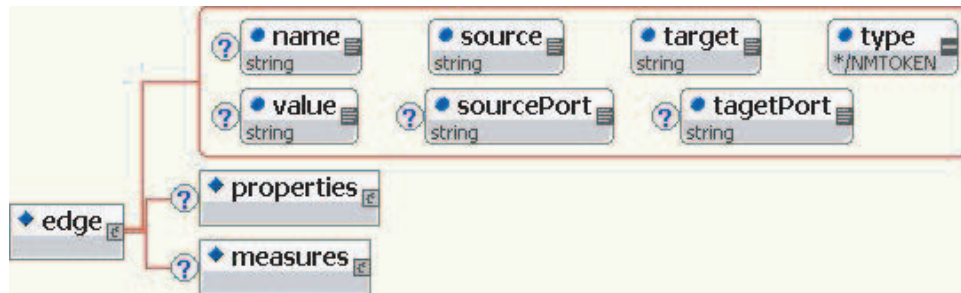 ? name source target type
string string string */NMTOKEN
? value ? sourcePort ? tagetPort
string string string
? properties
edge
? measures